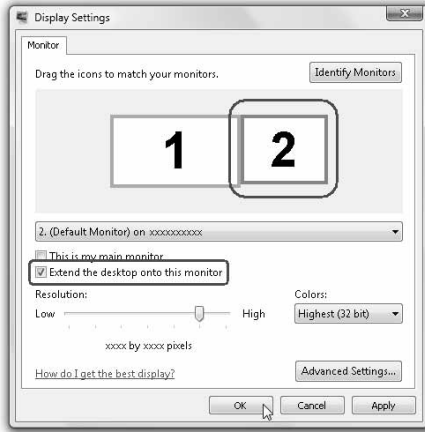 Display Settings
Monitor
Drag the icons to match your monitors.
Identify Monitors
1
2
2. (Default Monitor) on xxxxxxxxxx
This is my main monitor
Extend the desktop onto this monitor
Resolution:
Colors:
Low
High
Highest (32 bit)
xxxx by xxxx pixels
How do I get the best display?
Advanced Settings...
OK
Cancel
Apply